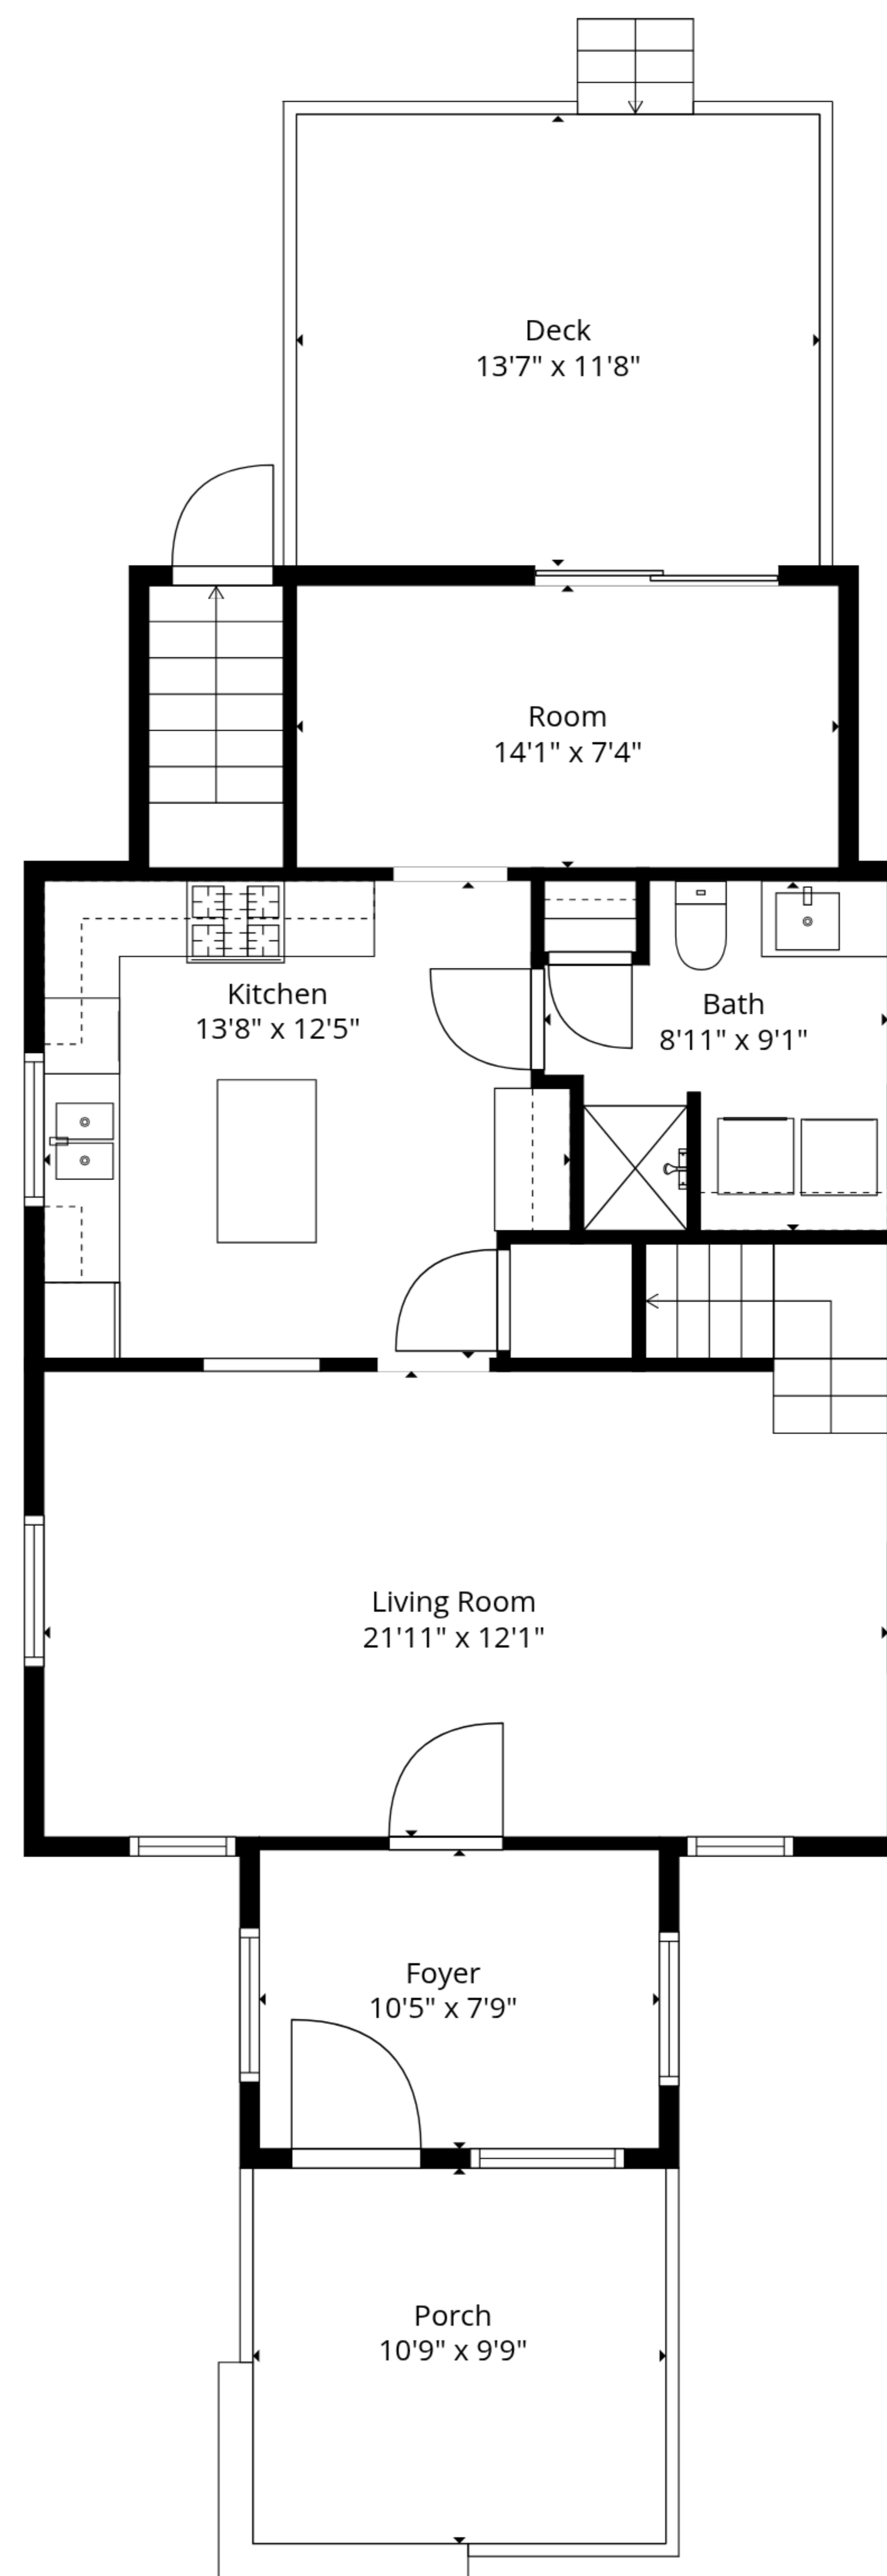 Deck
13'7" x 11'8"
Room
14'1" x 7'4"
Kitchen
13'8" x 12'5"
Bath
8'11" x 9'1"
Living Room
21'11" x 12'1"
Foyer
10'5" x 7'9"
Porch
10'9" x 9'9"